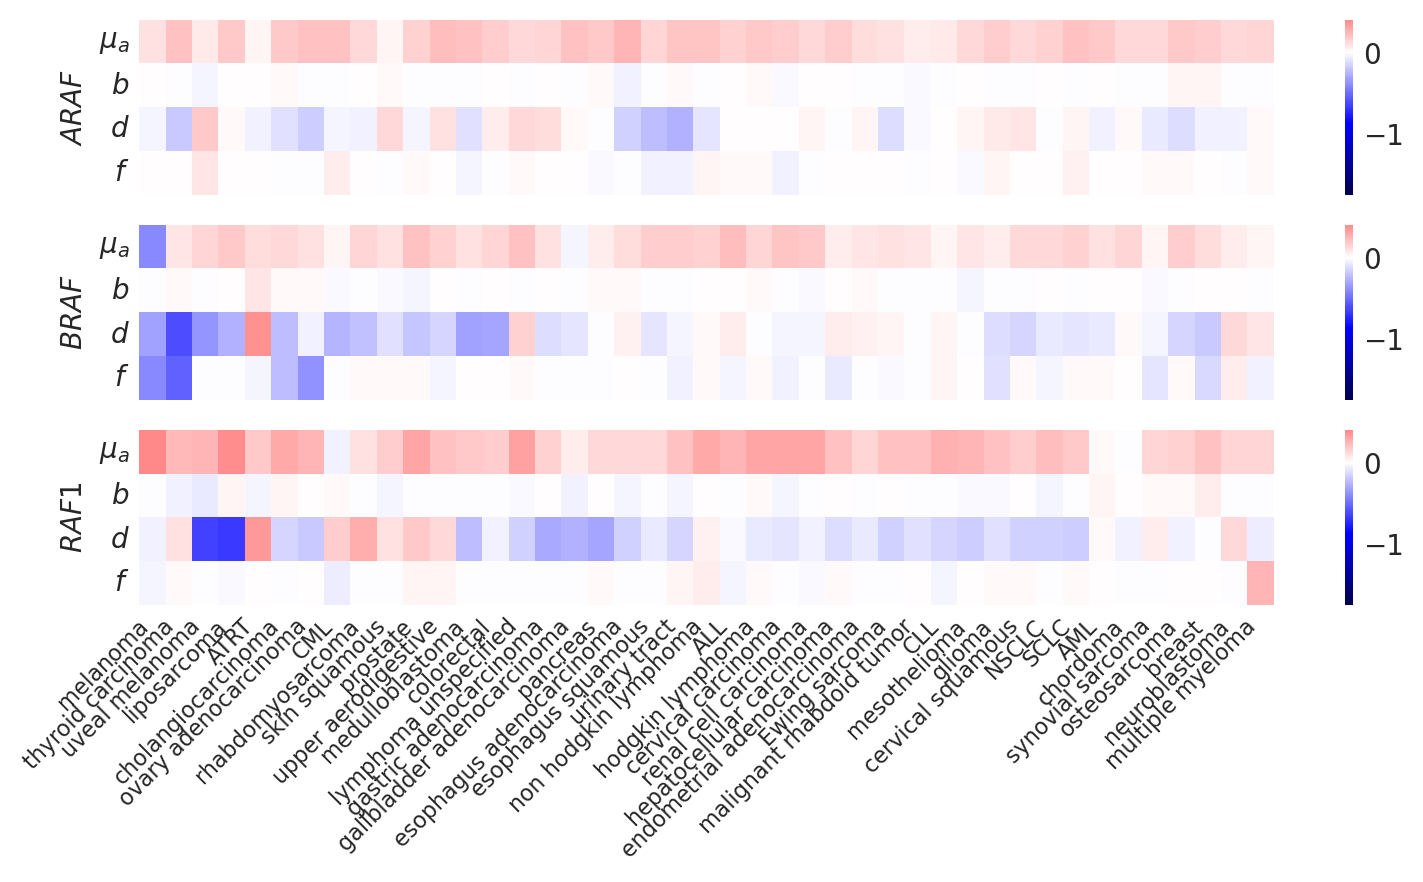 ARAF
μa
b
d
f
0
−1
BRAF
μa
b
d
f
0
−1
RAF1
μa
b
d
f
0
−1
melanoma
thyroid carcinoma
uveal melanoma
liposarcoma
ATRT
cholangiocarcinoma
ovary adenocarcinoma
CML
rhabdomyosarcoma
skin squamous
prostate
upper aerodigestive
medulloblastoma
colorectal
lymphoma unspecified
gastric adenocarcinoma
gallbladder adenocarcinoma
pancreas
esophagus adenocarcinoma
esophagus squamous
urinary tract
non hodgkin lymphoma
ALL
hodgkin lymphoma
cervical carcinoma
renal cell carcinoma
hepatocellular carcinoma
endometrial adenocarcinoma
Ewing sarcoma
malignant rhabdoid tumor
CLL
mesothelioma
glioma
cervical squamous
NSCLC
SCLC
AML
chordoma
synovial sarcoma
osteosarcoma
breast
neuroblastoma
multiple myeloma